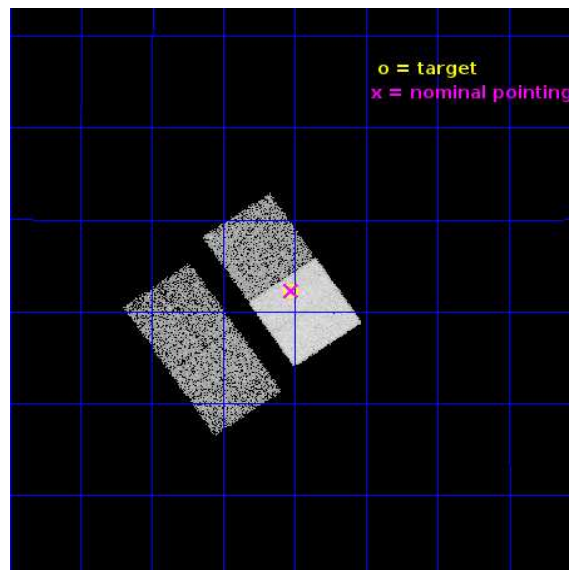 o = target
x = nominal pointing